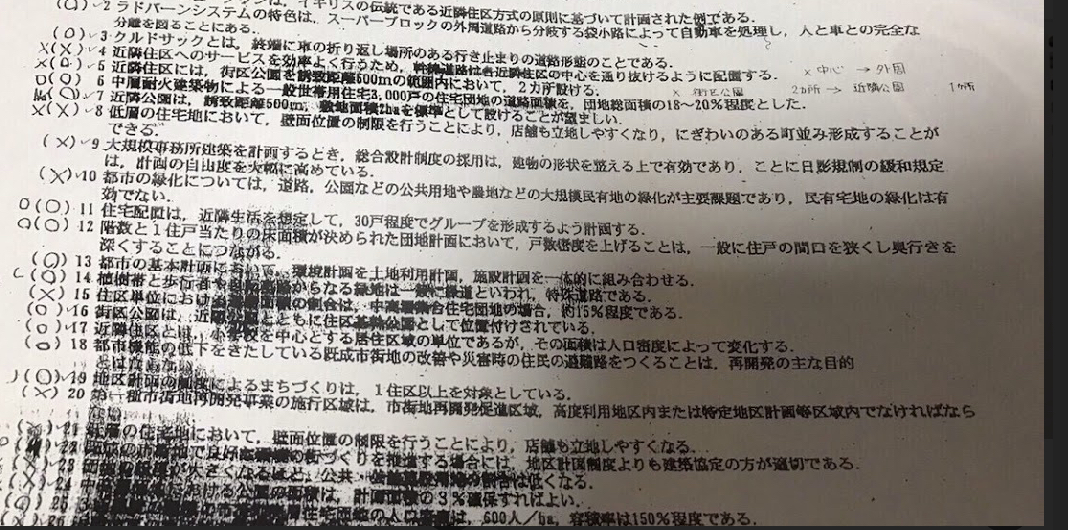 イギリスの伝統である近隣住区方式の原則に基づいて計画された例である。
(O) 2 ラドバーンシステムの特色は、スーパーブロックの外周道路から分岐する袋小路によって自動車を処理し、人と車との完全な
分離を図ることにある。
(O) 3 クルドサックとは、終端に車の折り返し場所のある行き止まりの道路形態のことである。
X(X) 4 近隣住区へのサービスを効率よく行うため、幹線道路は各近隣住区の中心を通り抜けるように配置する。 × 中心 → 外周
5 近隣住区には、街区公園を誘致距離500mの範囲内において、2カ所設ける。 × 街区公園 2カ所 → 近隣公園 1ヶ所
6 中層耐火建築物による一般世帯用住宅3,000戸の住宅団地の道路面積を、団地総面積の18〜20%程度とした。
7 近隣公園は、誘致距離500m、敷地面積2haを標準として設けることが望ましい。
X(X) 8 低層の住宅地において、壁面位置の制限を行うことにより、店舗も立地しやすくなり、にぎわいのある町並み形成することが
できる。
(X) 9 大規模事務所建築を計画するとき、総合設計制度の採用は、建物の形状を整える上で有効であり、ことに日影規制の緩和規定
は、計画の自由度を大幅に高めている。
(X) 10 都市の緑化については、道路、公園などの公共用地や農地などの大規模民有地の緑化が主要課題であり、民有宅地の緑化は有
効でない。
O(O) 11 住宅配置は、近隣生活を想定して、30戸程度でグループを形成するよう計画する。
O(O) 12 階数と1住戸当たりの床面積が決められた団地計画において、戸数密度を上げることは、一般に住戸の間口を狭くし奥行きを
深くすることにつながる。
(O) 13 都市の基本計画において、環境計画を土地利用計画、施設計画を一体的に組み合わせる。
(O) 14 植樹帯と歩行者 からなる緑地は一般に緑道といわれ、特殊道路である。
(X) 15 住区単位における の割合は、中高層 住宅団地の場合、約15%程度である。
(O) 16 街区公園は、近隣公園とともに住区基幹公園として位置付けされている。
(O) 17 近隣住区とは、小学校を中心とする居住区域の単位であるが、その面積は人口密度によって変化する。
(O) 18 都市機能の低下をきたしている既成市街地の改善や災害時の住民の避難路をつくることは、再開発の主な目的
(O) 19 地区計画の制度によるまちづくりは、1住区以上を対象としている。
(X) 20 第一種市街地再開発事業の施行区域は、市街地再開発促進区域、高度利用地区内または特定地区計画等区域内でなければなら
21 低層の住宅地において、壁面位置の制限を行うことにより、店舗も立地しやすくなる。
づくりを推進する場合には、地区計画制度よりも建築協定の方が適切である。
大きくなるほど、公共 は低くなる。
公園の面積は、計画面積の3%確保すればよい。
住宅団地の人口密度は、600人/ha、容積率は150%程度である。